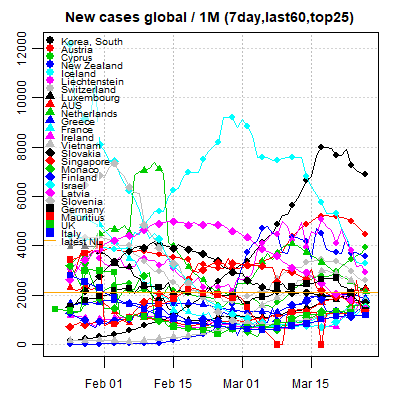 New cases global / 1M (7day,last60,top25)
12000
10000
8000
6000
4000
2000
0
Korea, South
Austria
Cyprus
New Zealand
Iceland
Liechtenstein
Switzerland
Luxembourg
AUS
Netherlands
Greece
France
Ireland
Vietnam
Slovakia
Singapore
Monaco
Finland
Israel
Latvia
Slovenia
Germany
Mauritius
UK
Italy
latest NL
Feb 01
Feb 15
Mar 01
Mar 15